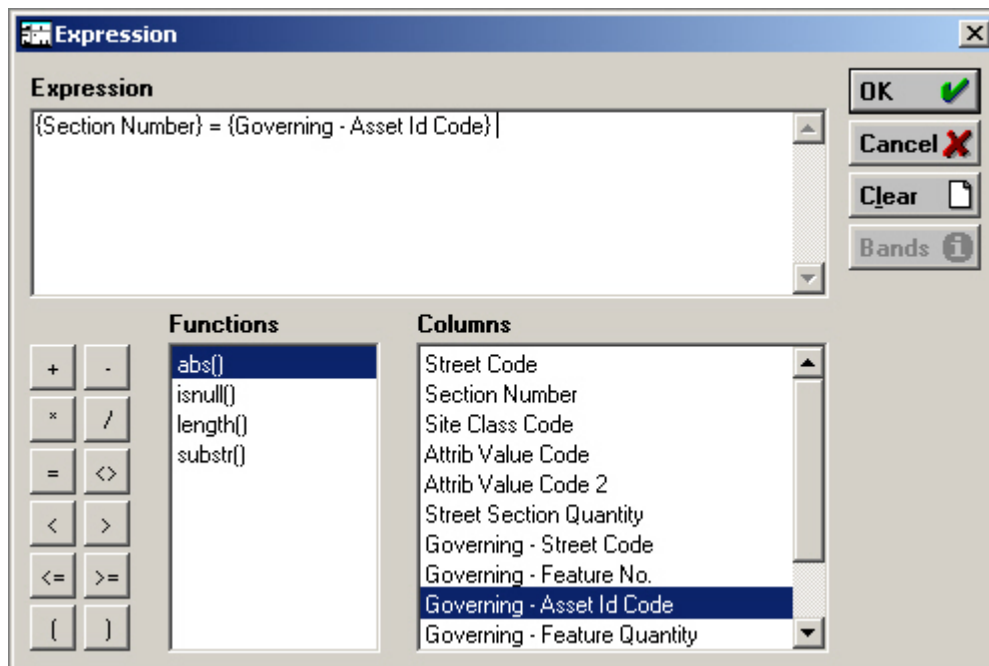 Expression
Expression
{Section Number} = {Governing - Asset Id Code}
OK
Cancel
Clear
Bands
Functions
Columns
+ -
* /
= <>
< >
<= >=
( )
abs()
isnull()
length()
substr()
Street Code
Section Number
Site Class Code
Attrib Value Code
Attrib Value Code 2
Street Section Quantity
Governing - Street Code
Governing - Feature No.
Governing - Asset Id Code
Governing - Feature Quantity